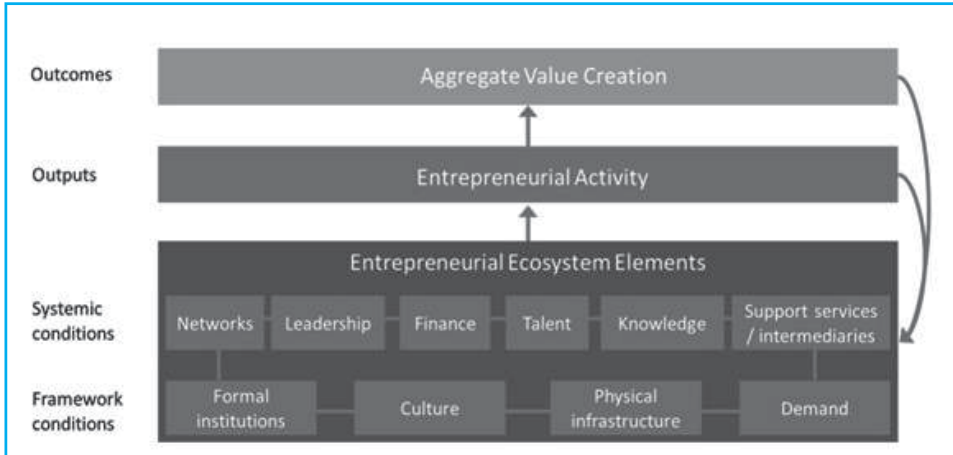 Outcomes
Aggregate Value Creation
Outputs
Entrepreneurial Activity
Entrepreneurial Ecosystem Elements
Systemic
conditions
Networks
Leadership
Finance
Talent
Knowledge
Support services
/ intermediaries
Framework
conditions
Formal
institutions
Culture
Physical
infrastructure
Demand